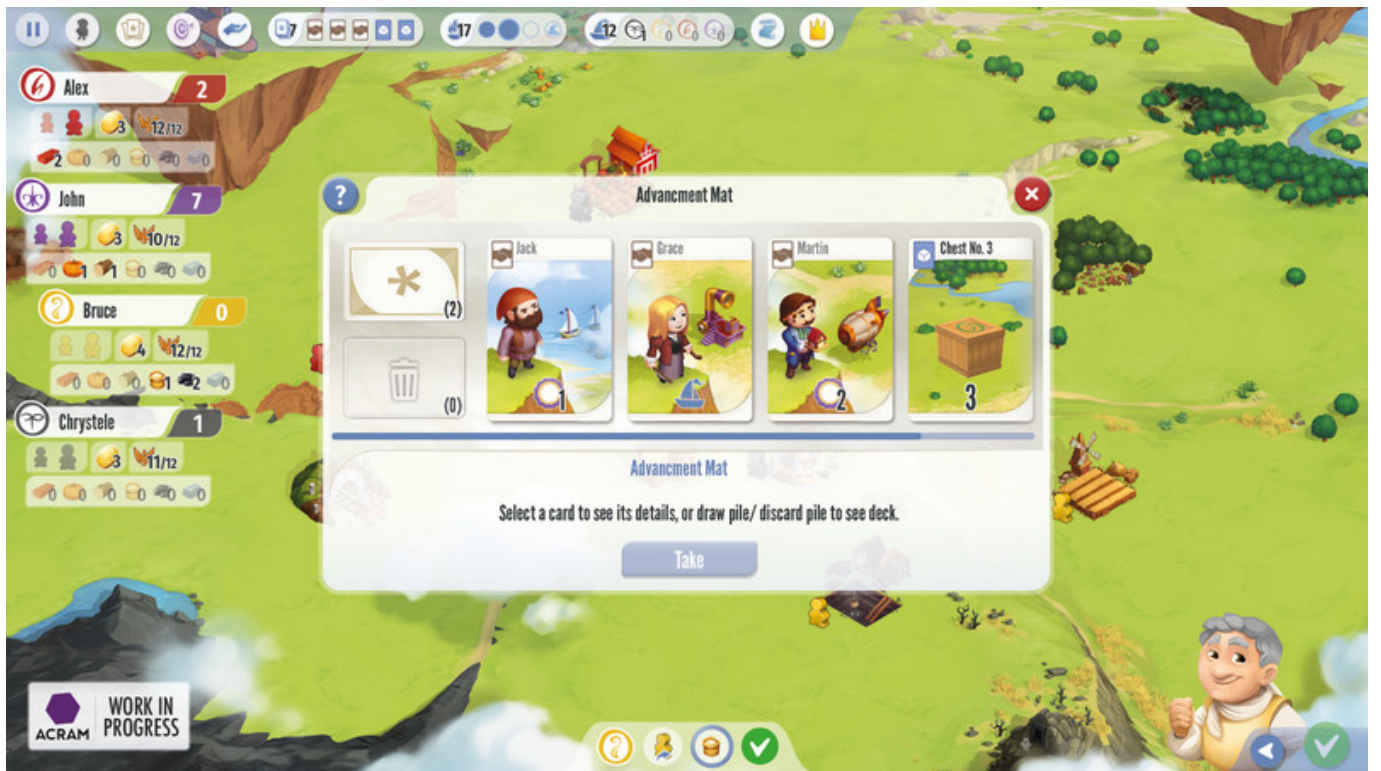 7 17 12 1 0 0 0
Alex 2
3 12/12
2 0 0 0 0 0
John 7
3 10/12
0 1 1 0 0 0
Bruce 0
4 12/12
0 0 0 1 2 0
Chrystele 1
3 11/12
0 0 0 0 0 0
? Advancment Mat
Jack Grace Martin Chest No. 3
(2)
(0) 1 2 3
Advancment Mat
Select a card to see its details, or draw pile/ discard pile to see deck.
Take
ACRAM
WORK IN
PROGRESS